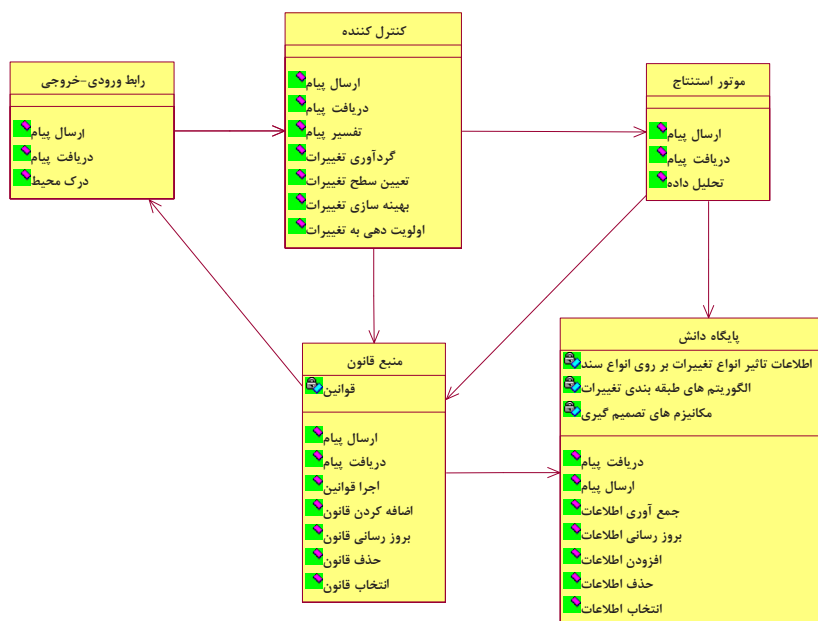 رابط ورودی-خروجی
ارسال پیام
دریافت پیام
درک محیط
کنترل کننده
ارسال پیام
دریافت پیام
تفسیر پیام
گردآوری تغییرات
تعیین سطح تغییرات
بهینه سازی تغییرات
اولویت دهی به تغییرات
موتور استنتاج
ارسال پیام
دریافت پیام
تحلیل داده
منبع قانون
قوانین
ارسال پیام
دریافت پیام
اجرا قوانین
اضافه کردن قانون
بروز رسانی قانون
حذف قانون
انتخاب قانون
پایگاه دانش
اطلاعات تاثیر انواع تغییرات بر روی انواع سند
الگوریتم های طبقه بندی تغییرات
مکانیزم های تصمیم گیری
دریافت پیام
ارسال پیام
جمع آوری اطلاعات
بروز رسانی اطلاعات
افزودن اطلاعات
حذف اطلاعات
انتخاب اطلاعات